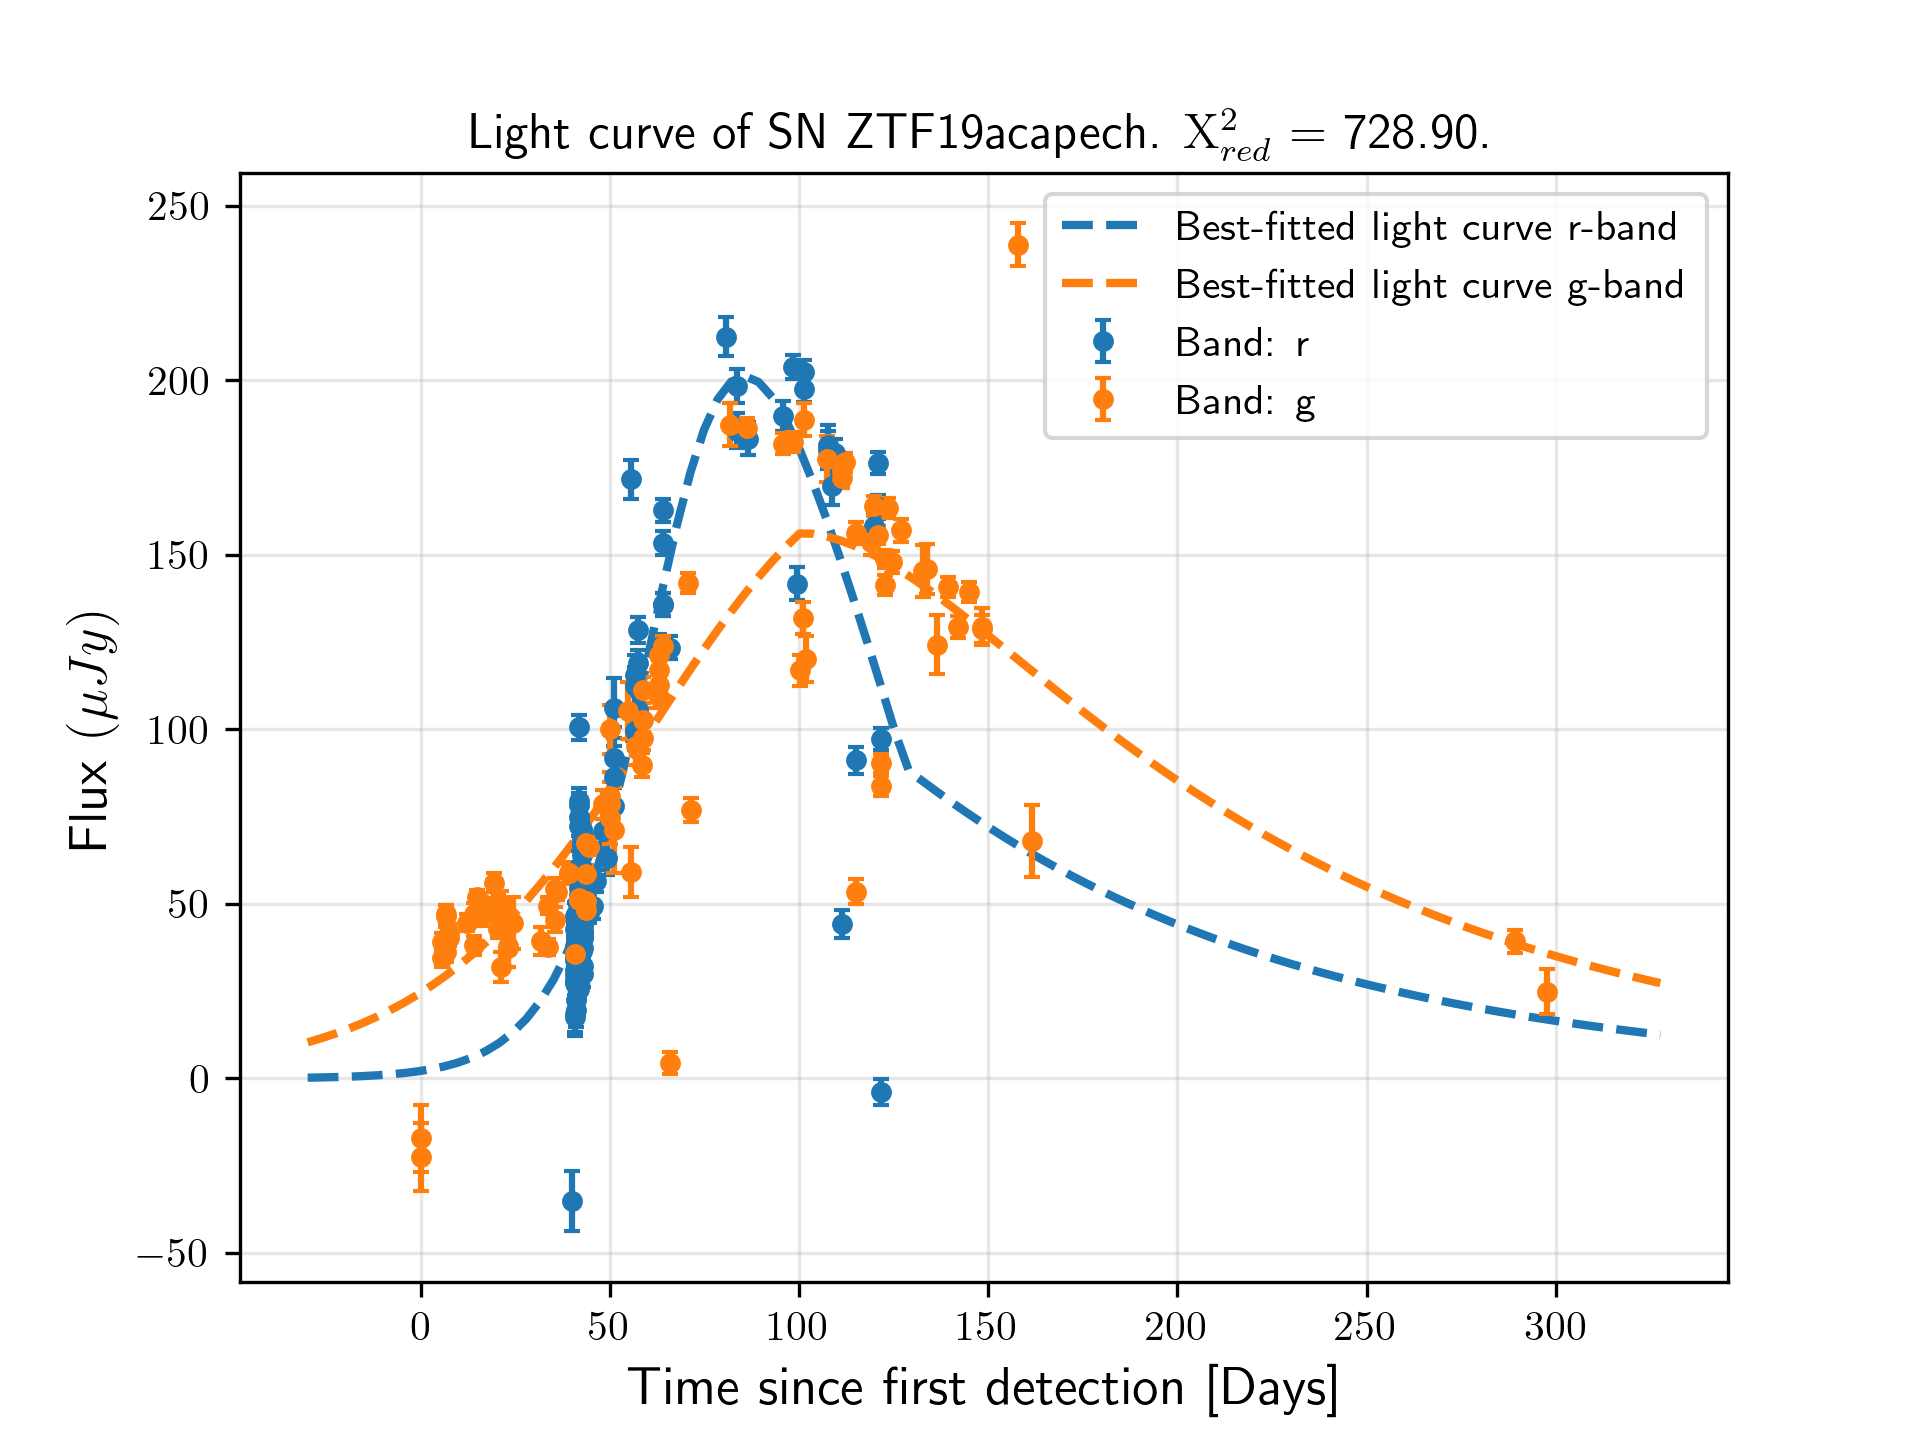 Light curve of SN ZTF19acapech. X²_red = 728.90.
250
200
150
100
50
0
−50
Flux (μJy)
Best-fitted light curve r-band
Best-fitted light curve g-band
Band: r
Band: g
0 50 100 150 200 250 300
Time since first detection [Days]